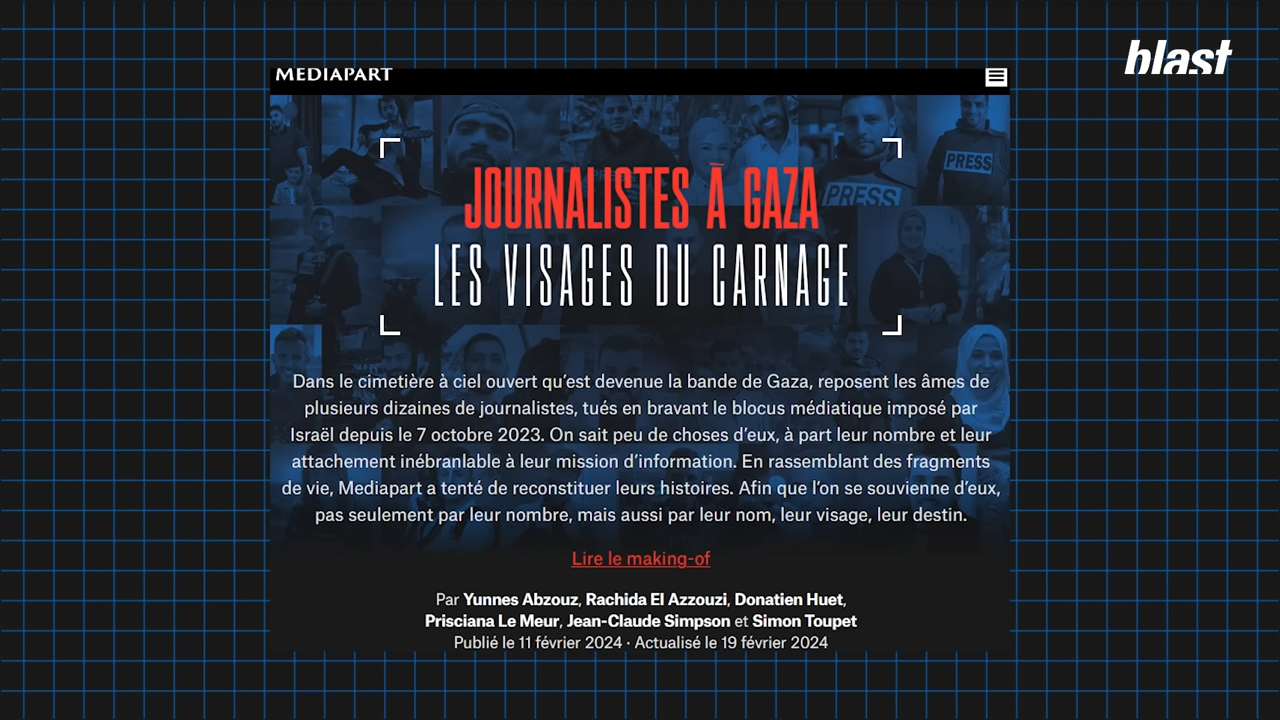 blast
MEDIAPART
PRESS
PRESS
JOURNALISTES À GAZA
LES VISAGES DU CARNAGE
Dans le cimetière à ciel ouvert qu'est devenue la bande de Gaza, reposent les âmes de
plusieurs dizaines de journalistes, tués en bravant le blocus médiatique imposé par
Israël depuis le 7 octobre 2023. On sait peu de choses d'eux, à part leur nombre et leur
attachement inébranlable à leur mission d'information. En rassemblant des fragments
de vie, Mediapart a tenté de reconstituer leurs histoires. Afin que l'on se souvienne d'eux,
pas seulement par leur nombre, mais aussi par leur nom, leur visage, leur destin.
Lire le making-of
Par Yunnes Abzouz, Rachida El Azzouzi, Donatien Huet,
Prisciana Le Meur, Jean-Claude Simpson et Simon Toupet
Publié le 11 février 2024 · Actualisé le 19 février 2024